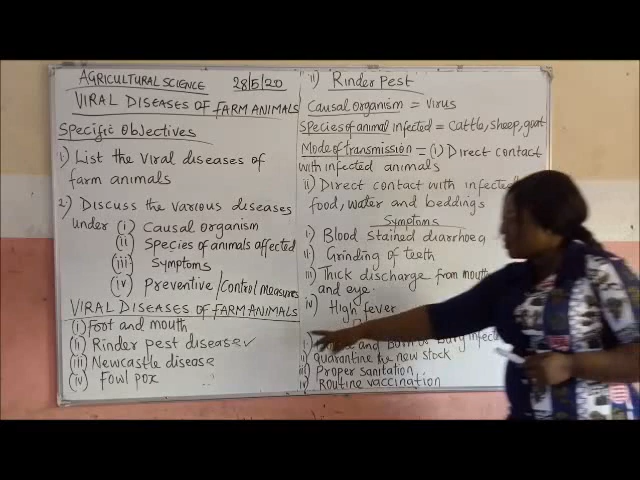 AGRICULTURAL SCIENCE 28/5/20
VIRAL DISEASES OF FARM ANIMALS
Specific Objectives
1) List the viral diseases of
farm animals
2) Discuss the various diseases
under (i) Causal organism
(ii) Species of animals affected
(iii) Symptoms
(iv) Preventive/Control measures
VIRAL DISEASES OF FARM ANIMALS
(i) Foot and mouth
(ii) Rinder pest disease ✓
(iii) Newcastle disease
(iv) Fowl pox
ii) Rinder Pest
Causal organism = Virus
Species of animal infected = Cattle, sheep, goat
Mode of transmission = (i) Direct contact
with infected animals
ii) Direct contact with infected
food, water and beddings
Symptoms
i) Blood stained diarrhoea
ii) Grinding of teeth
iii) Thick discharge from mouth
and eye.
iv) High fever
i) and Burn or Bury
ii) quarantine the new stock
iii) Proper sanitation
iv) Routine vaccination